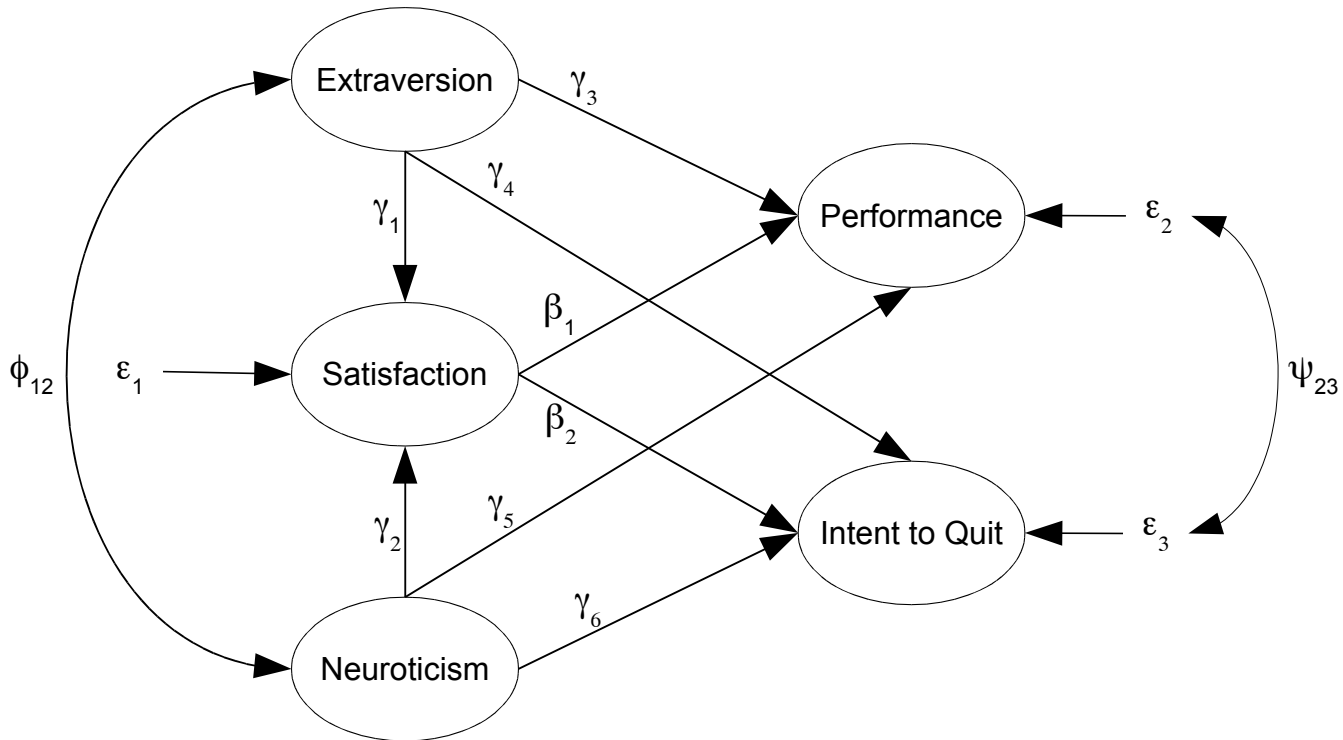 Extraversion
γ3
γ4
γ1
Performance
ε2
β1
ϕ12
ε1
Satisfaction
ψ23
β2
γ5
γ2
Intent to Quit
ε3
γ6
Neuroticism